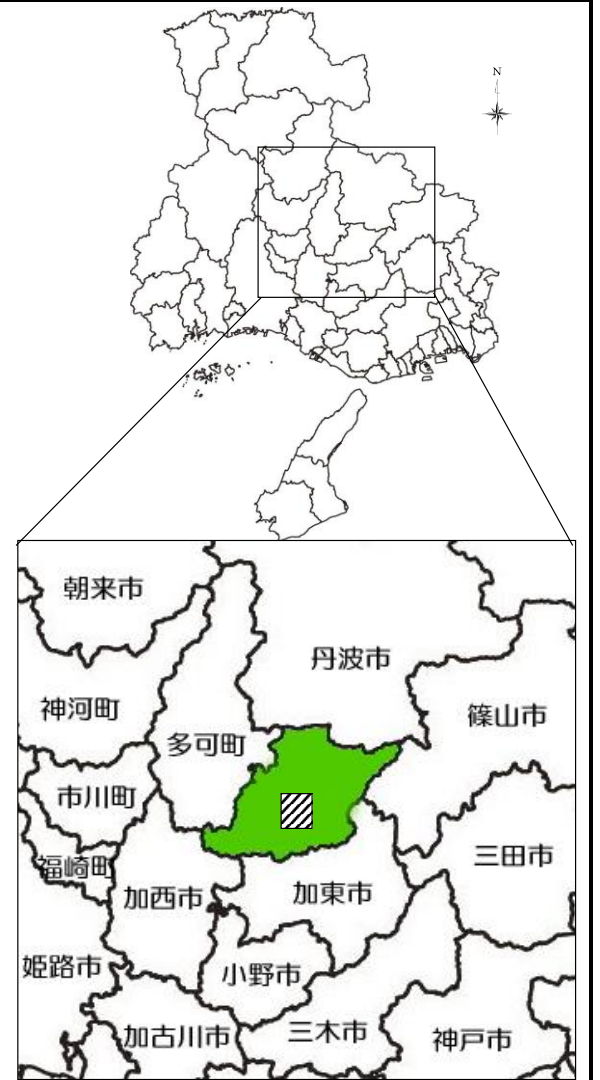 N
朝来市
丹波市
神河町
篠山市
多可町
市川町
三田市
福崎町
加西市
加東市
姫路市
小野市
加古川市
三木市
神戸市